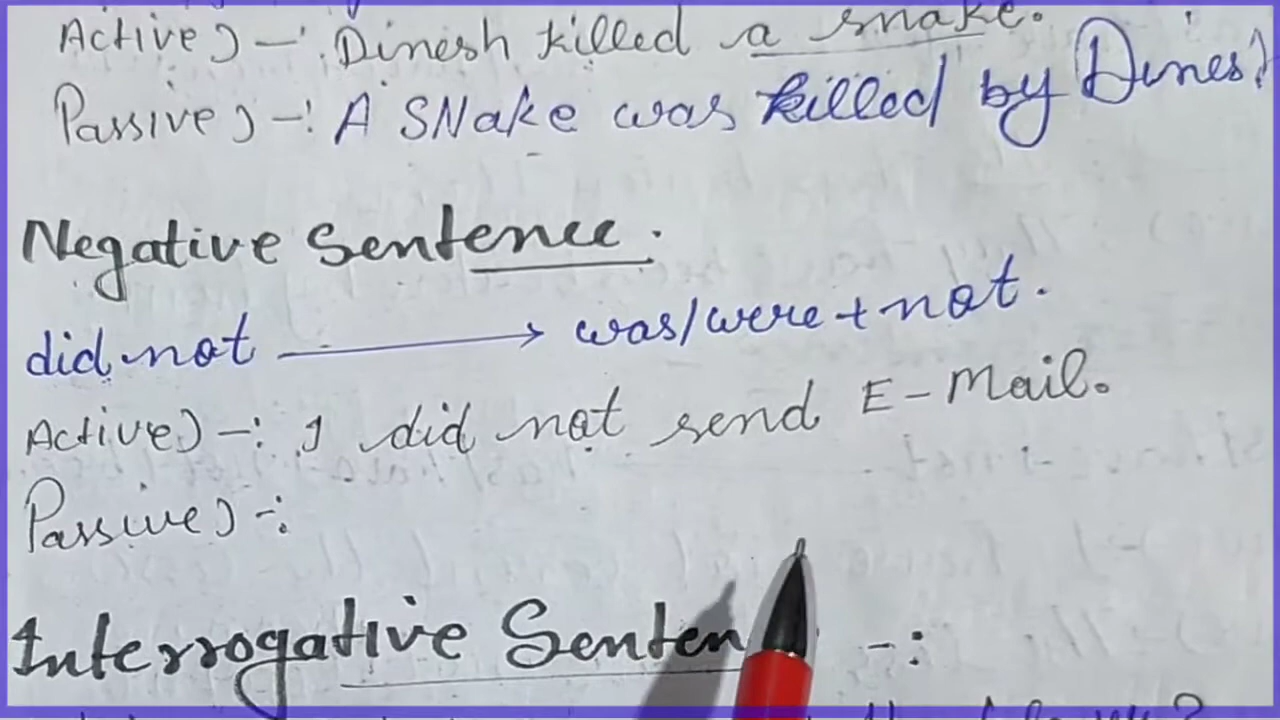 Active) -: Dinesh killed a snake.
Passive) -: A SNake was killed by Dinesh
Negative Sentence.
did not → was/were + not.
Active) -: I did not send E-Mail.
Passive) -:
Interrogative Senten -: